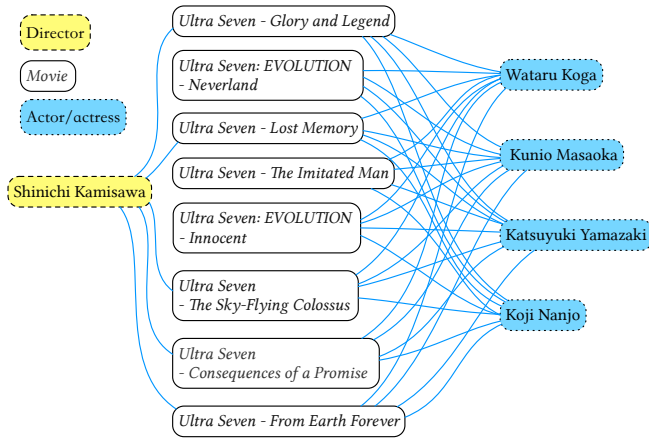 Director
Movie
Actor/actress
Shinichi Kamisawa
Ultra Seven - Glory and Legend
Ultra Seven: EVOLUTION
- Neverland
Ultra Seven - Lost Memory
Ultra Seven - The Imitated Man
Ultra Seven: EVOLUTION
- Innocent
Ultra Seven
- The Sky-Flying Colossus
Ultra Seven
- Consequences of a Promise
Ultra Seven - From Earth Forever
Wataru Koga
Kunio Masaoka
Katsuyuki Yamazaki
Koji Nanjo